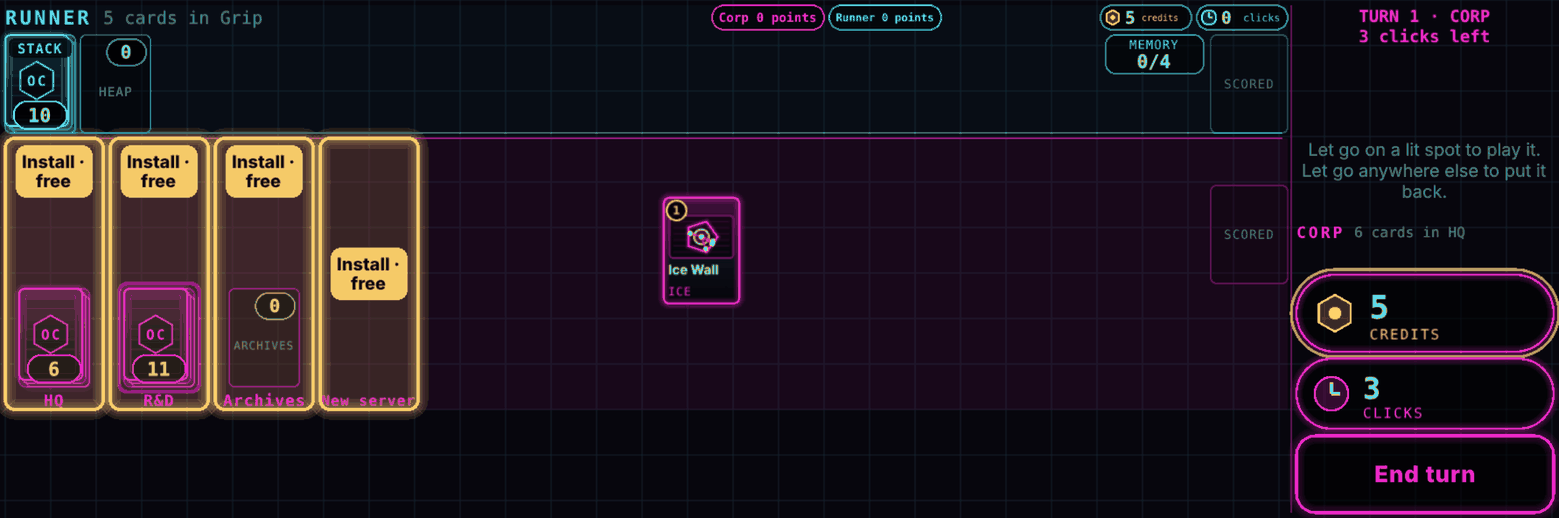 RUNNER 5 cards in Grip
Corp 0 points
Runner 0 points
5 credits
0 clicks
STACK
OC
10
0
HEAP
MEMORY
0/4
SCORED
TURN 1 · CORP
3 clicks left
Install ·
free
Install ·
free
Install ·
free
Install ·
free
OC
6
HQ
OC
11
R&D
0
ARCHIVES
Archives
New server
1
Ice Wall
ICE
SCORED
Let go on a lit spot to play it.
Let go anywhere else to put it
back.
CORP 6 cards in HQ
5
CREDITS
3
CLICKS
End turn